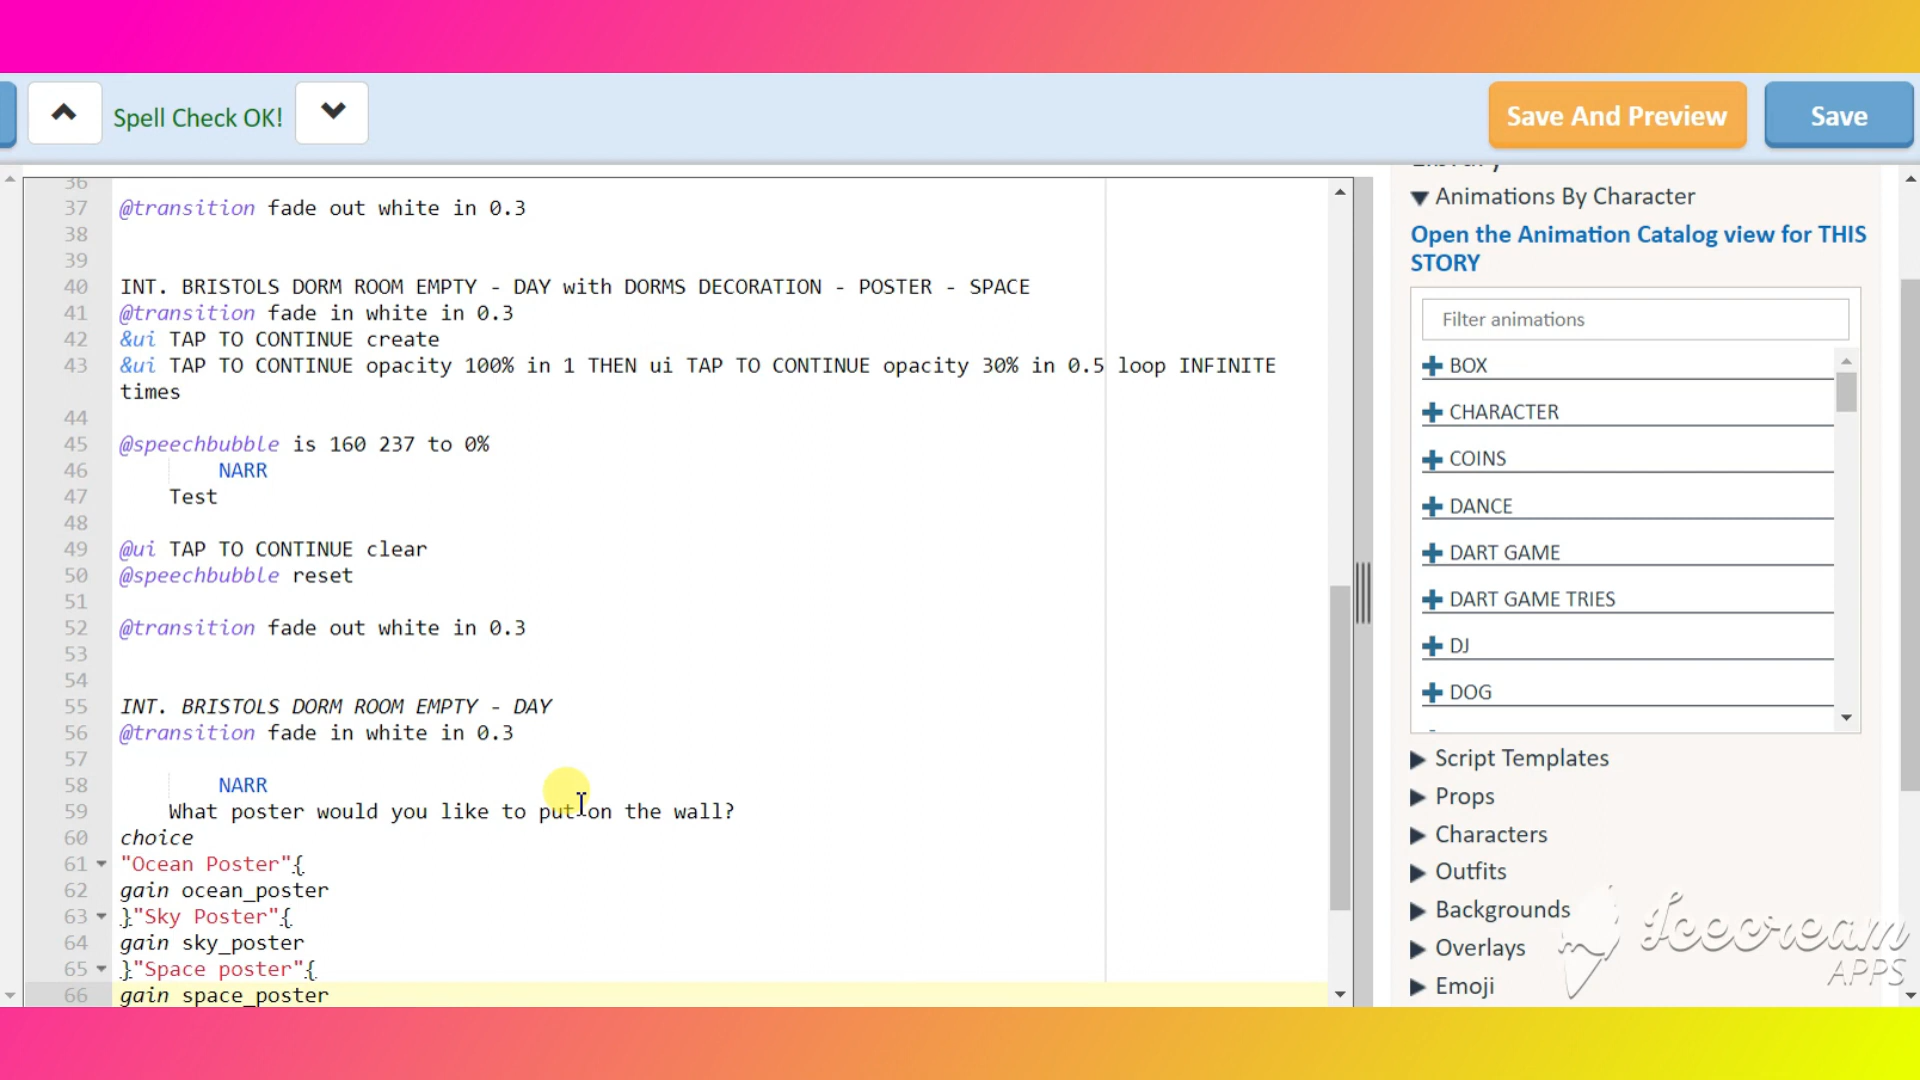 Spell Check OK!
Save And Preview
Save
36
37 @transition fade out white in 0.3
38
39
40 INT. BRISTOLS DORM ROOM EMPTY - DAY with DORMS DECORATION - POSTER - SPACE
41 @transition fade in white in 0.3
42 &ui TAP TO CONTINUE create
43 &ui TAP TO CONTINUE opacity 100% in 1 THEN ui TAP TO CONTINUE opacity 30% in 0.5 loop INFINITE
times
44
45 @speechbubble is 160 237 to 0%
46 NARR
47 Test
48
49 @ui TAP TO CONTINUE clear
50 @speechbubble reset
51
52 @transition fade out white in 0.3
53
54
55 INT. BRISTOLS DORM ROOM EMPTY - DAY
56 @transition fade in white in 0.3
57
58 NARR
59 What poster would you like to put on the wall?
60 choice
61 "Ocean Poster"{
62 gain ocean_poster
63 }"Sky Poster"{
64 gain sky_poster
65 }"Space poster"{
66 gain space_poster
Library
Animations By Character
Open the Animation Catalog view for THIS
STORY
Filter animations
BOX
CHARACTER
COINS
DANCE
DART GAME
DART GAME TRIES
DJ
DOG
Script Templates
Props
Characters
Outfits
Backgrounds
Overlays
Emoji
Icecream
APPS